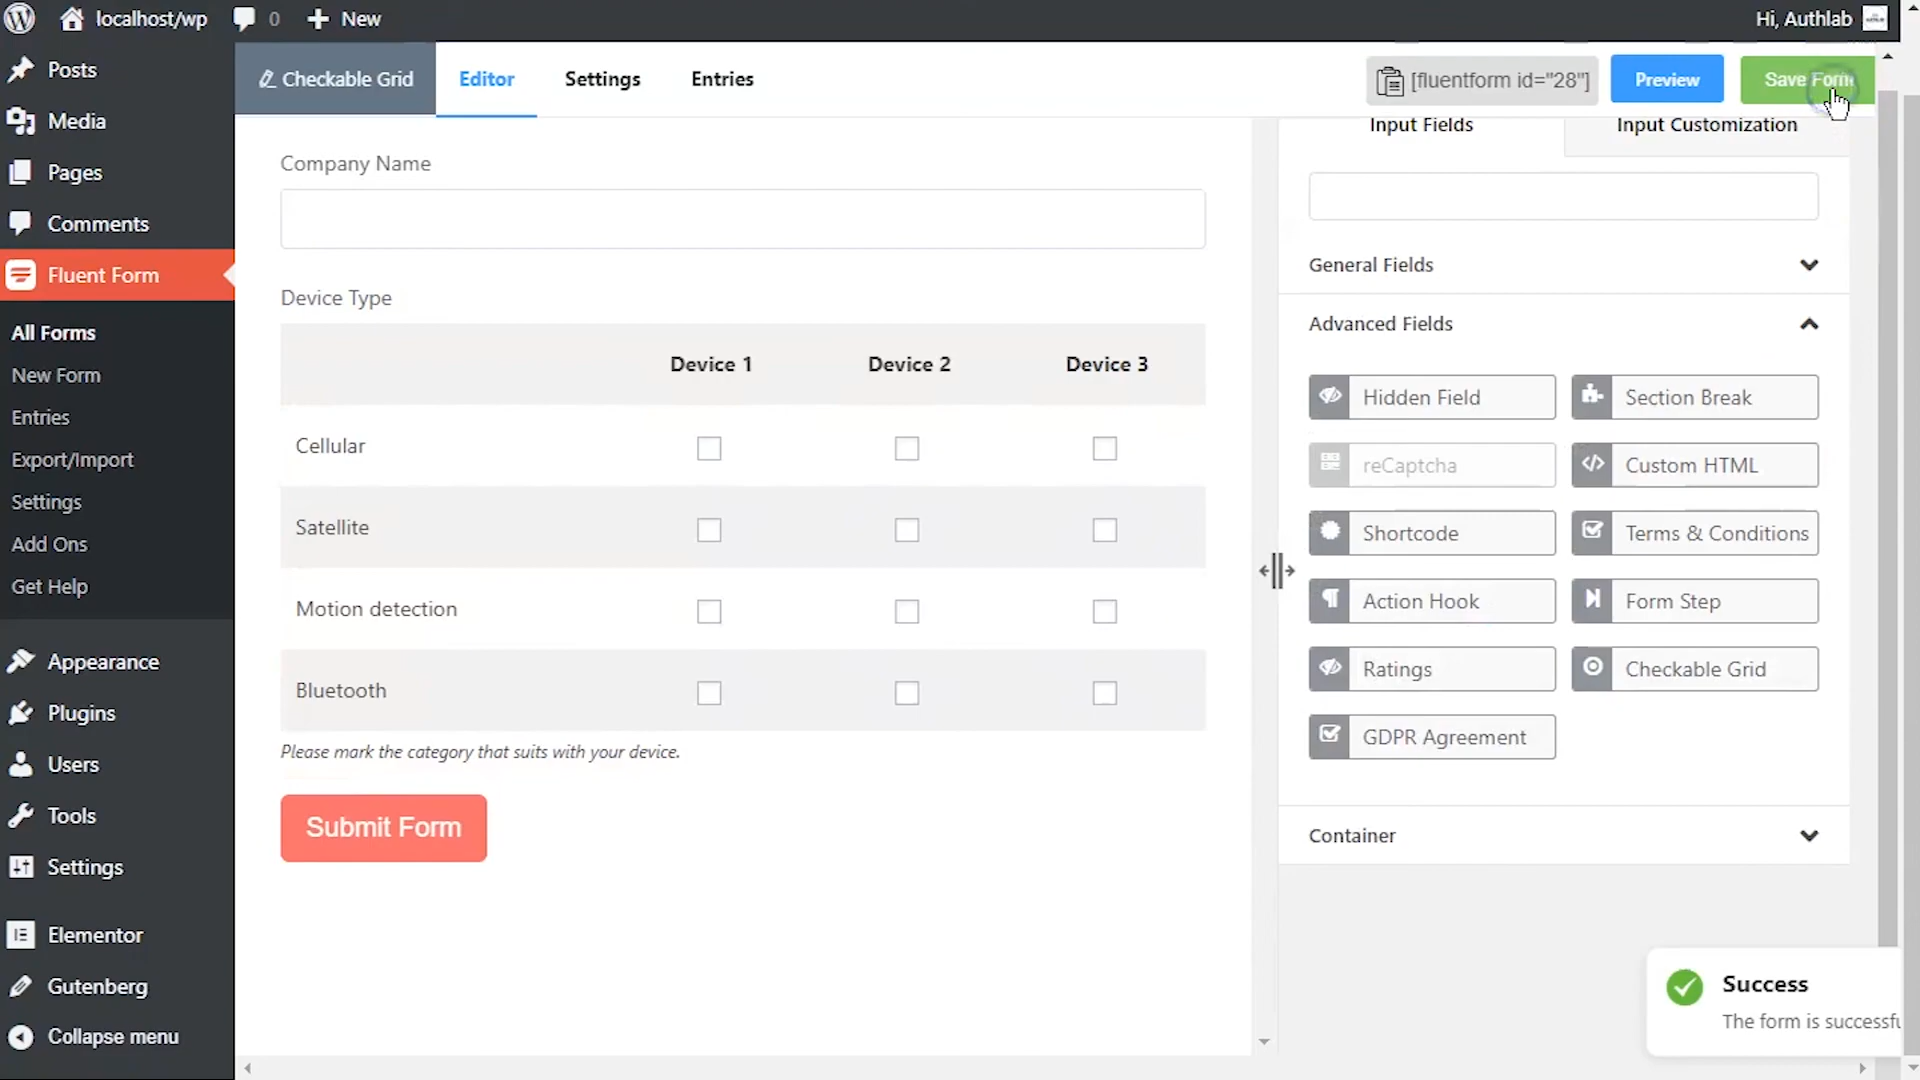 localhost/wp 0 New Hi, Authlab
Posts
Media
Pages
Comments
Fluent Form
All Forms
New Form
Entries
Export/Import
Settings
Add Ons
Get Help
Appearance
Plugins
Users
Tools
Settings
Elementor
Gutenberg
Collapse menu
Checkable Grid Editor Settings Entries [fluentform id="28"] Preview Save Form
Company Name
Device Type
Device 1 Device 2 Device 3
Cellular
Satellite
Motion detection
Bluetooth
Please mark the category that suits with your device.
Submit Form
Input Fields Input Customization
General Fields
Advanced Fields
Hidden Field Section Break
reCaptcha Custom HTML
Shortcode Terms & Conditions
Action Hook Form Step
Ratings Checkable Grid
GDPR Agreement
Container
Success
The form is successfu